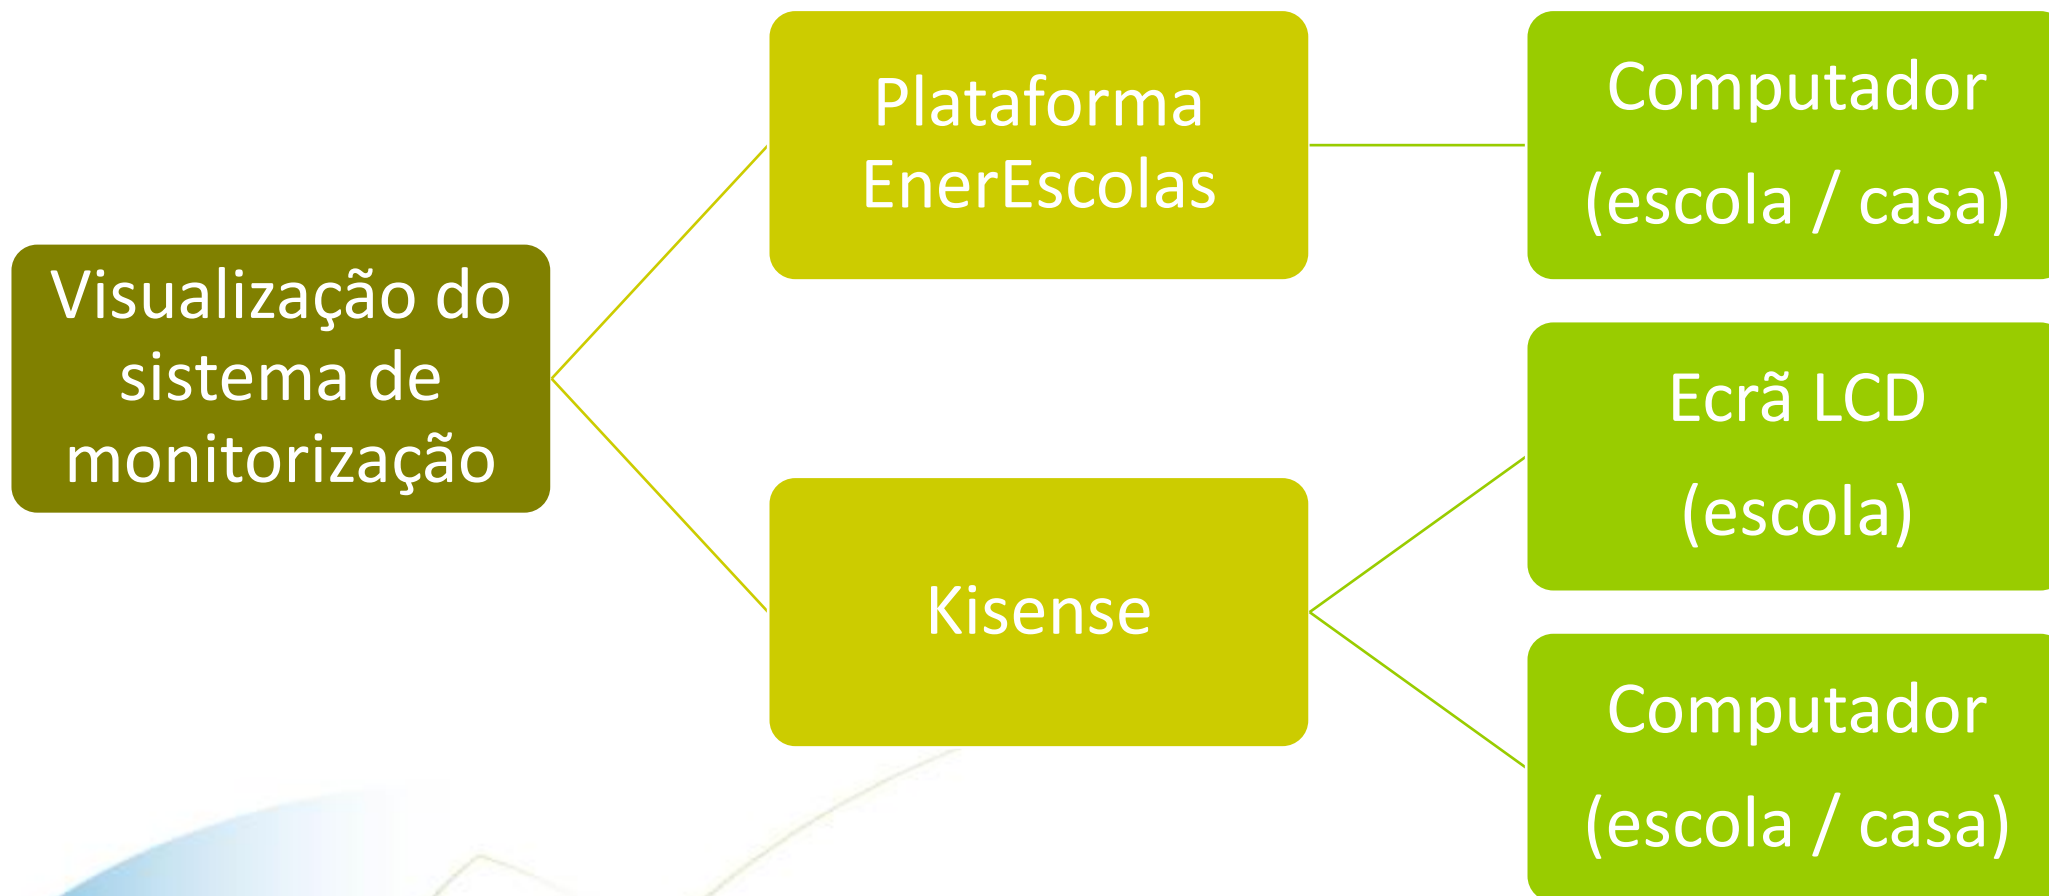 Visualização do
sistema de
monitorização
Plataforma
EnerEscolas
Computador
(escola / casa)
Kisense
Ecrã LCD
(escola)
Computador
(escola / casa)